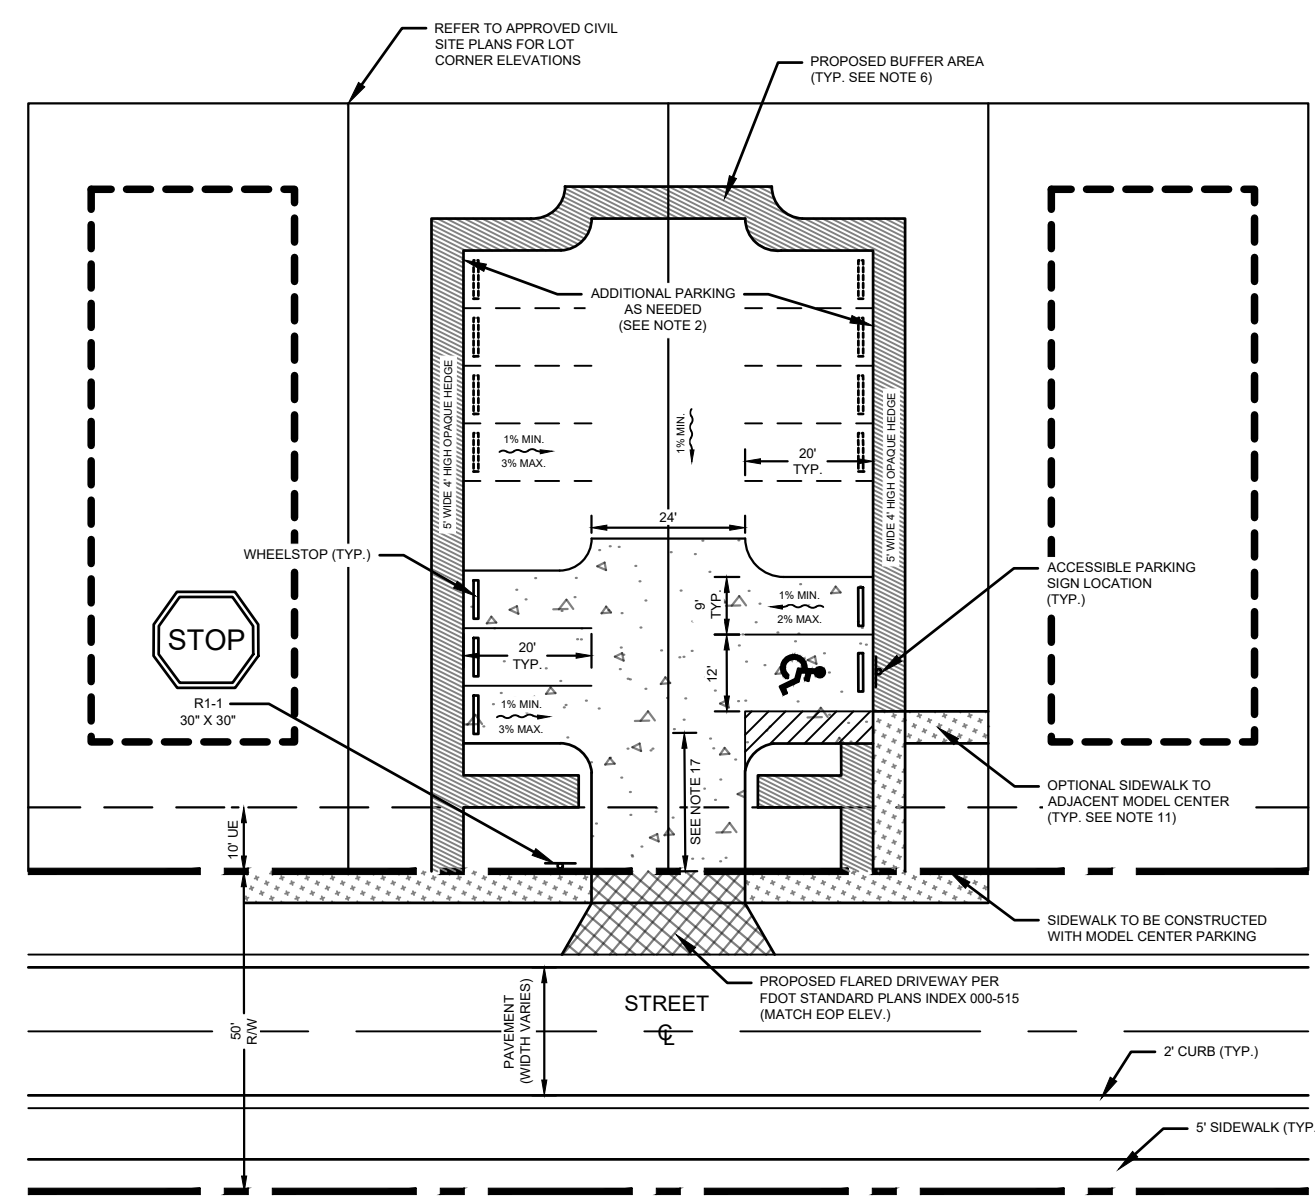 REFER TO APPROVED CIVIL
SITE PLANS FOR LOT
CORNER ELEVATIONS
PROPOSED BUFFER AREA
(TYP. SEE NOTE 6)
ADDITIONAL PARKING
AS NEEDED
(SEE NOTE 2)
5' WIDE 4' HIGH OPAQUE HEDGE
5' WIDE 4' HIGH OPAQUE HEDGE
1% MIN.
3% MAX.
1% MIN.
20'
TYP.
24'
WHEELSTOP (TYP.)
ACCESSIBLE PARKING
SIGN LOCATION
(TYP.)
9'
TYP.
1% MIN.
2% MAX.
STOP
20'
TYP.
12'
R1-1
30" X 30"
1% MIN.
3% MAX.
SEE NOTE 17
OPTIONAL SIDEWALK TO
ADJACENT MODEL CENTER
(TYP. SEE NOTE 11)
10' UE
SIDEWALK TO BE CONSTRUCTED
WITH MODEL CENTER PARKING
PROPOSED FLARED DRIVEWAY PER
FDOT STANDARD PLANS INDEX 000-515
(MATCH EOP ELEV.)
STREET
℄
PAVEMENT
(WIDTH VARIES)
50'
R/W
2' CURB (TYP.)
5' SIDEWALK (TYP.